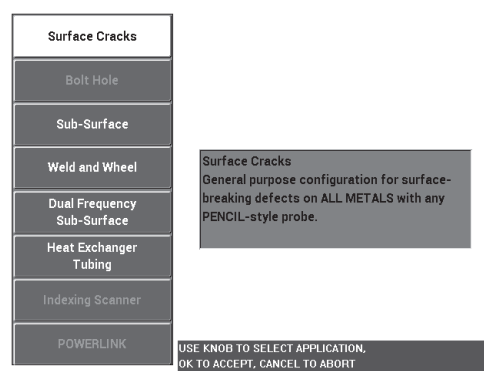 Surface Cracks
Bolt Hole
Sub-Surface
Weld and Wheel
Dual Frequency
Sub-Surface
Heat Exchanger
Tubing
Indexing Scanner
POWERLINK
Surface Cracks
General purpose configuration for surface-
breaking defects on ALL METALS with any
PENCIL-style probe.
USE KNOB TO SELECT APPLICATION,
OK TO ACCEPT, CANCEL TO ABORT